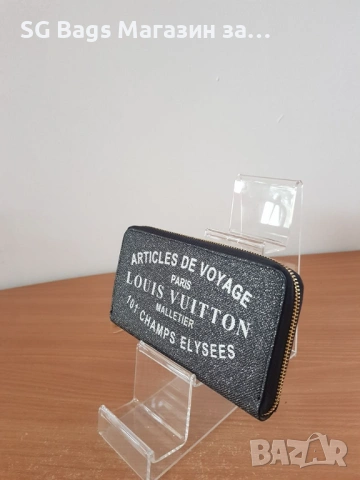 SG Bags Магазин за...
ARTICLES DE VOYAGE
PARIS
LOUIS VUITTON
MALLETIER
101 CHAMPS ELYSEES
BAZAR
bg